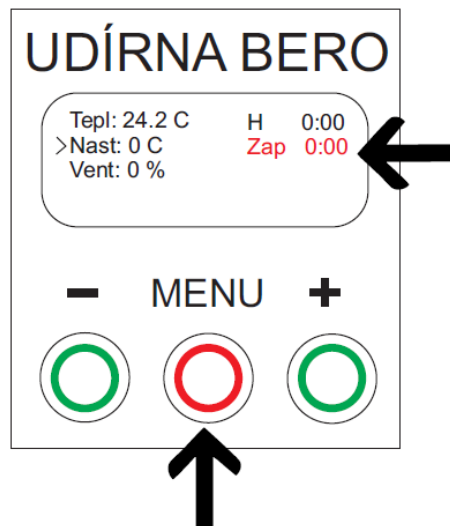 UDÍRNA BERO
Tepl: 24.2 C H 0:00
>Nast: 0 C Zap 0:00
Vent: 0 %
− MENU +